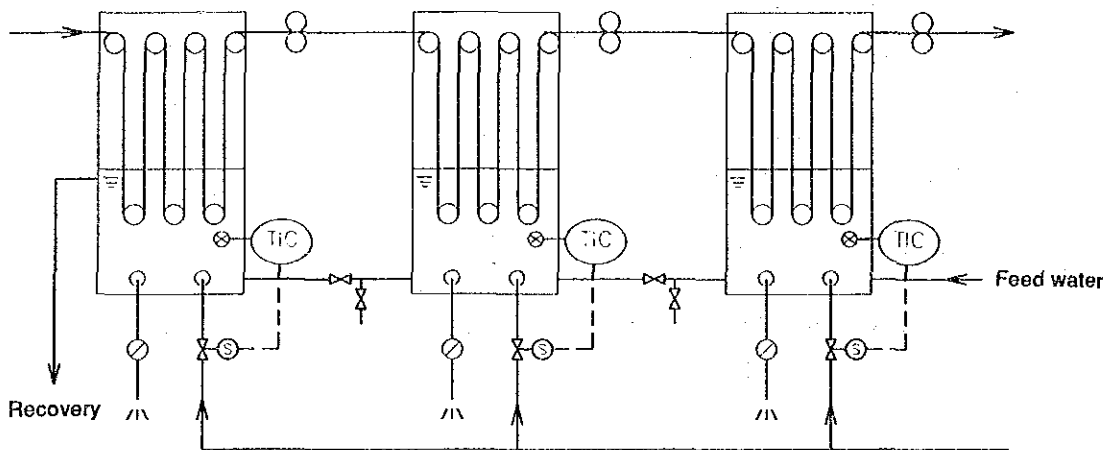 TiC
TiC
TIC
Feed water
S
S
S
Recovery